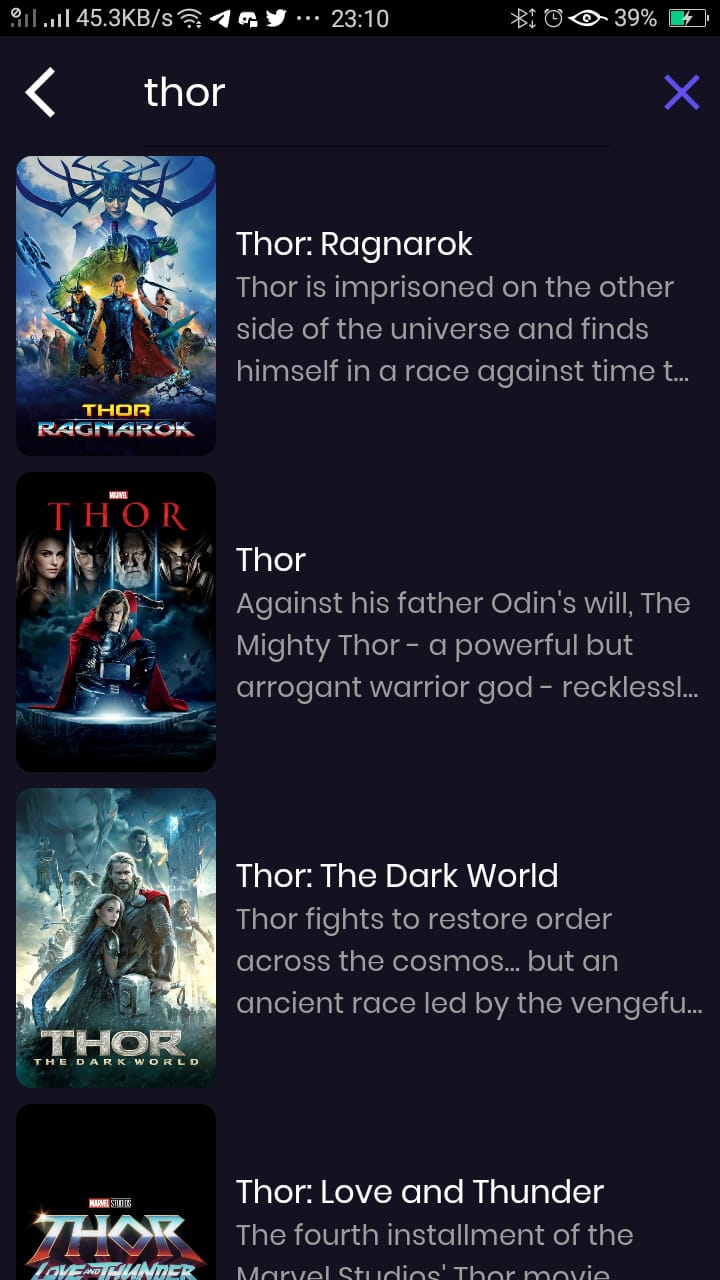 45.3KB/s ... 23:10 39%
thor
Thor: Ragnarok
Thor is imprisoned on the other
side of the universe and finds
himself in a race against time t...
THOR
RAGNAROK
MARVEL
THOR
Thor
Against his father Odin's will, The
Mighty Thor - a powerful but
arrogant warrior god - recklessl...
Thor: The Dark World
Thor fights to restore order
across the cosmos... but an
ancient race led by the vengefu...
THOR
THE DARK WORLD
MARVEL STUDIOS
THOR
LOVE AND THUNDER
Thor: Love and Thunder
The fourth installment of the
Marvel Studios' Thor movie